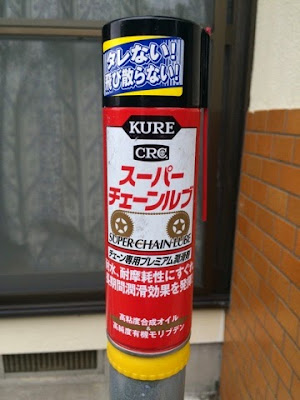 タレない!
飛び散らない!
KURE
CRC
スーパー
チェーンルブ
SUPER CHAIN LUBE
チェーン専用プレミアム潤滑剤
水、耐摩耗性にすぐれ
期間潤滑効果を発
高粘度合成オイル
&
高純度有機モリブデン